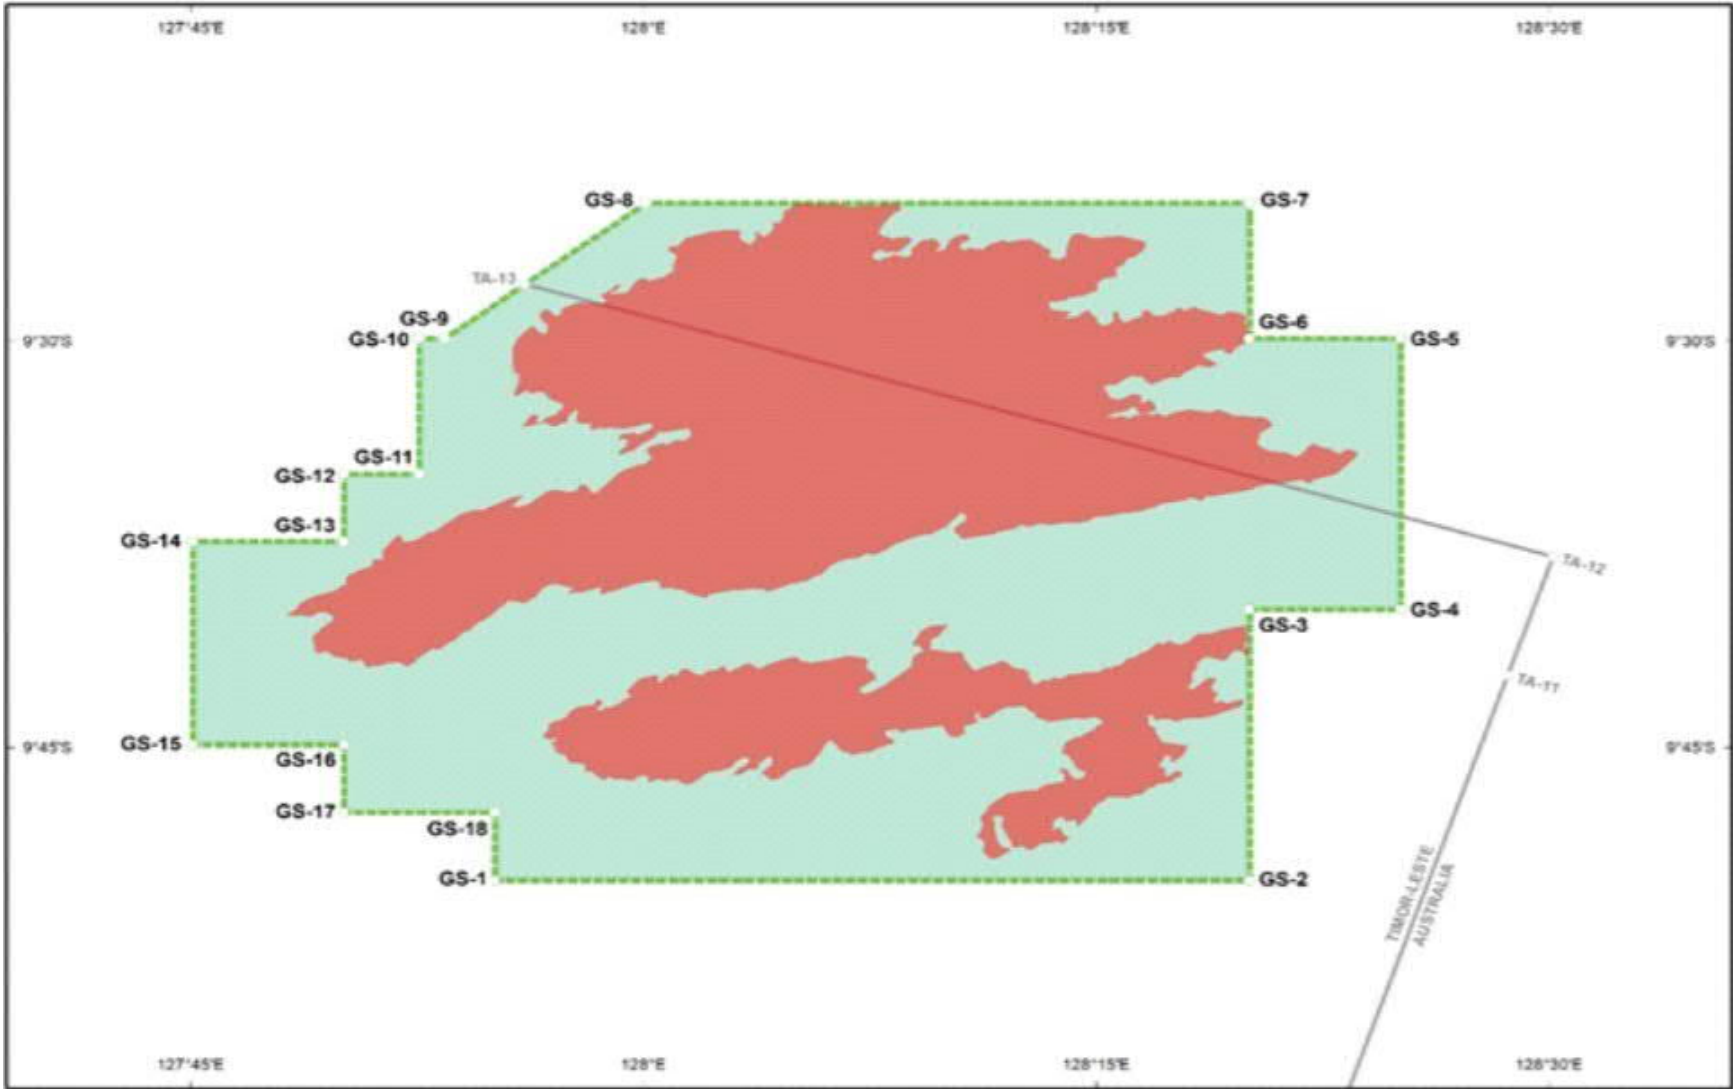 127°45'E
128°E
128°15'E
128°30'E
GS-8
GS-7
TA-13
GS-9
GS-6
GS-10
GS-5
9°30'S
9°30'S
GS-11
GS-12
GS-13
GS-14
TA-12
GS-4
GS-3
TA-11
GS-15
9°45'S
9°45'S
GS-16
GS-17
GS-18
GS-1
GS-2
TIMOR-LESTE
AUSTRALIA
127°45'E
128°E
128°15'E
128°30'E